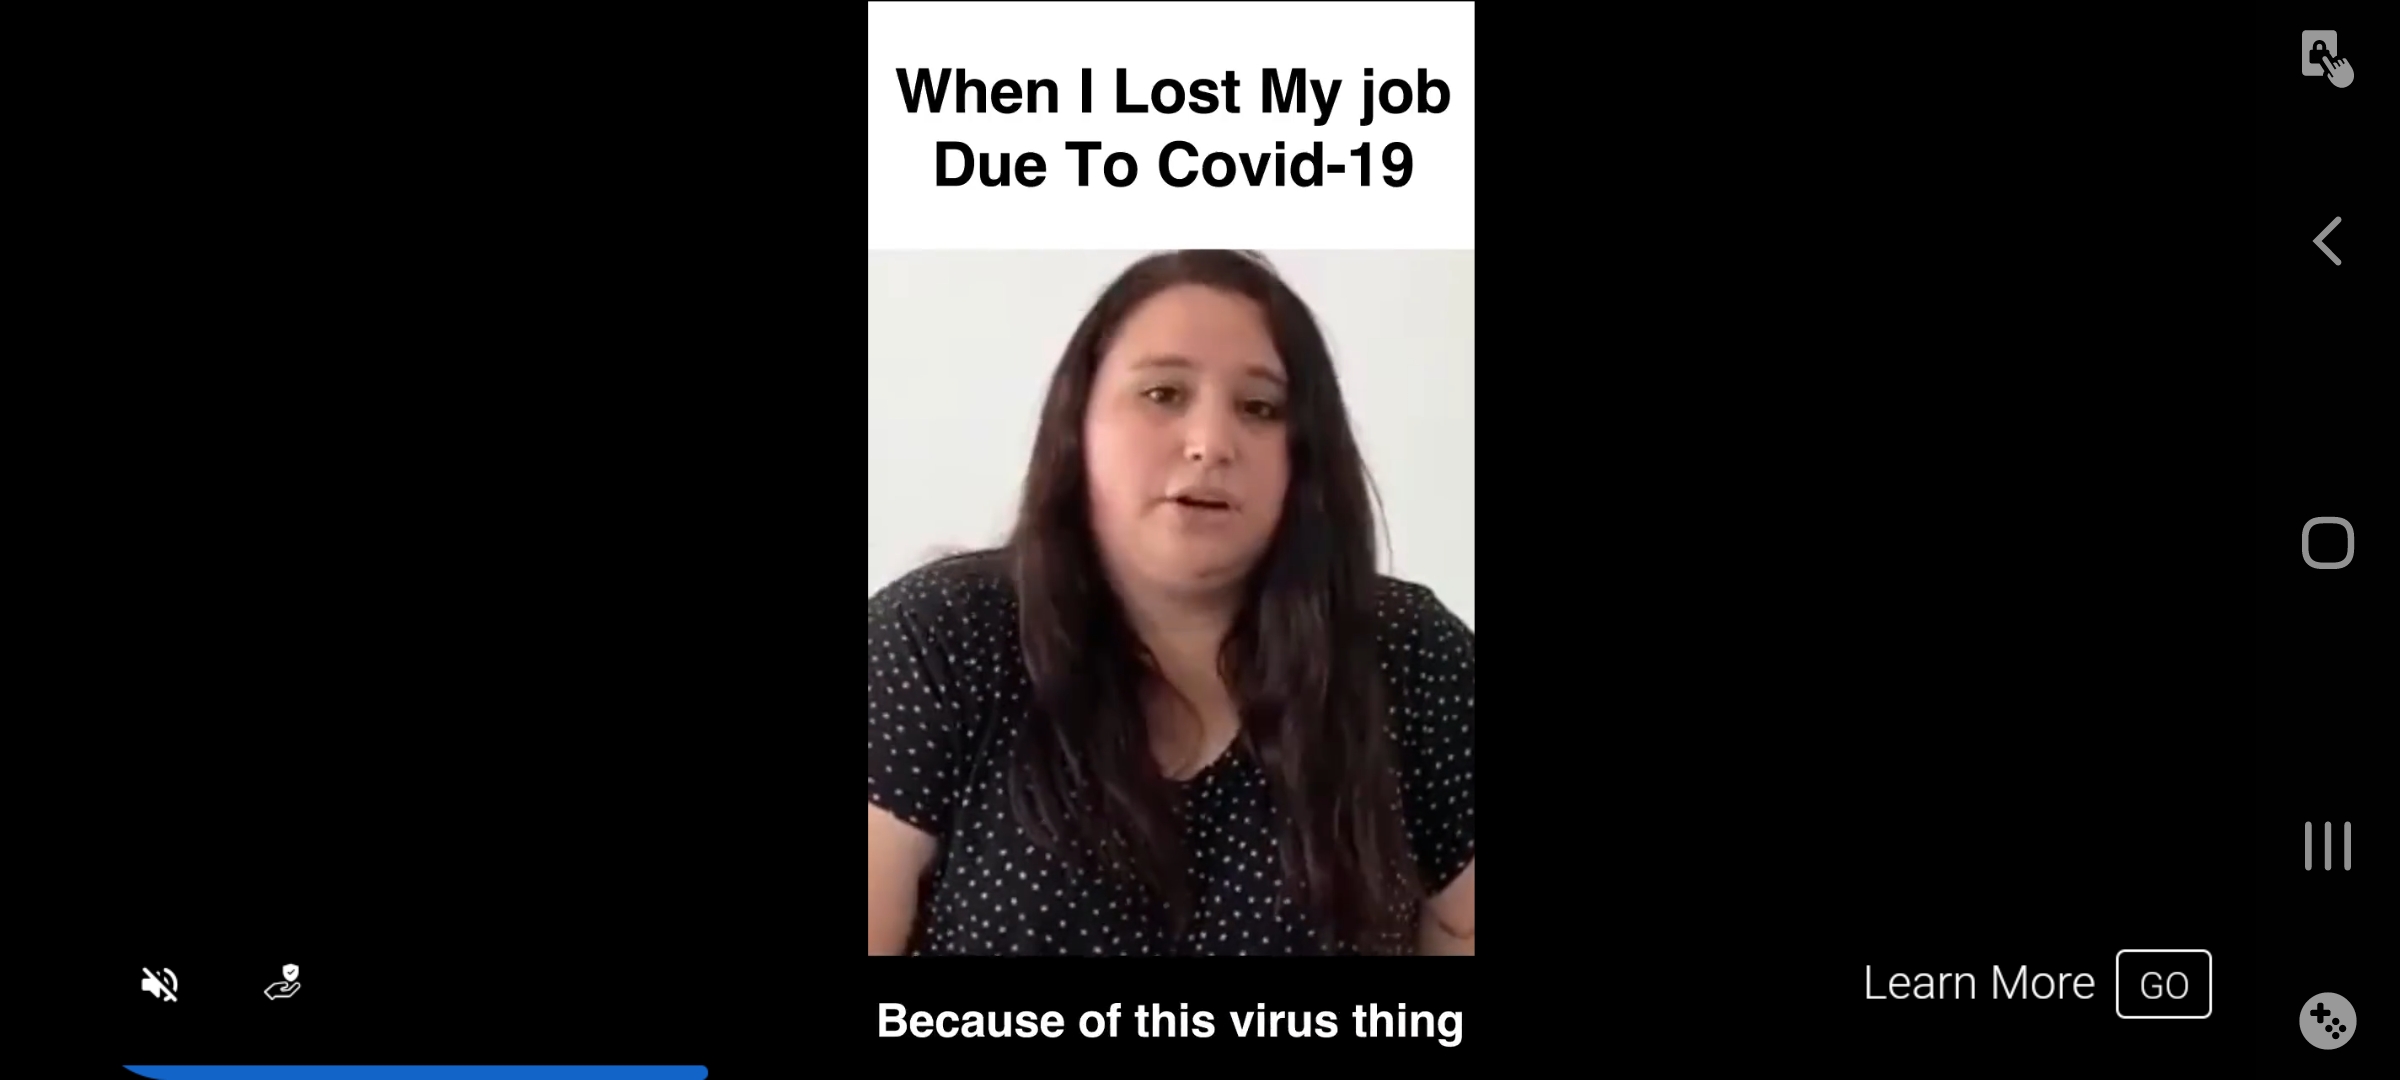 When I Lost My job
Due To Covid-19
Learn More GO
Because of this virus thing